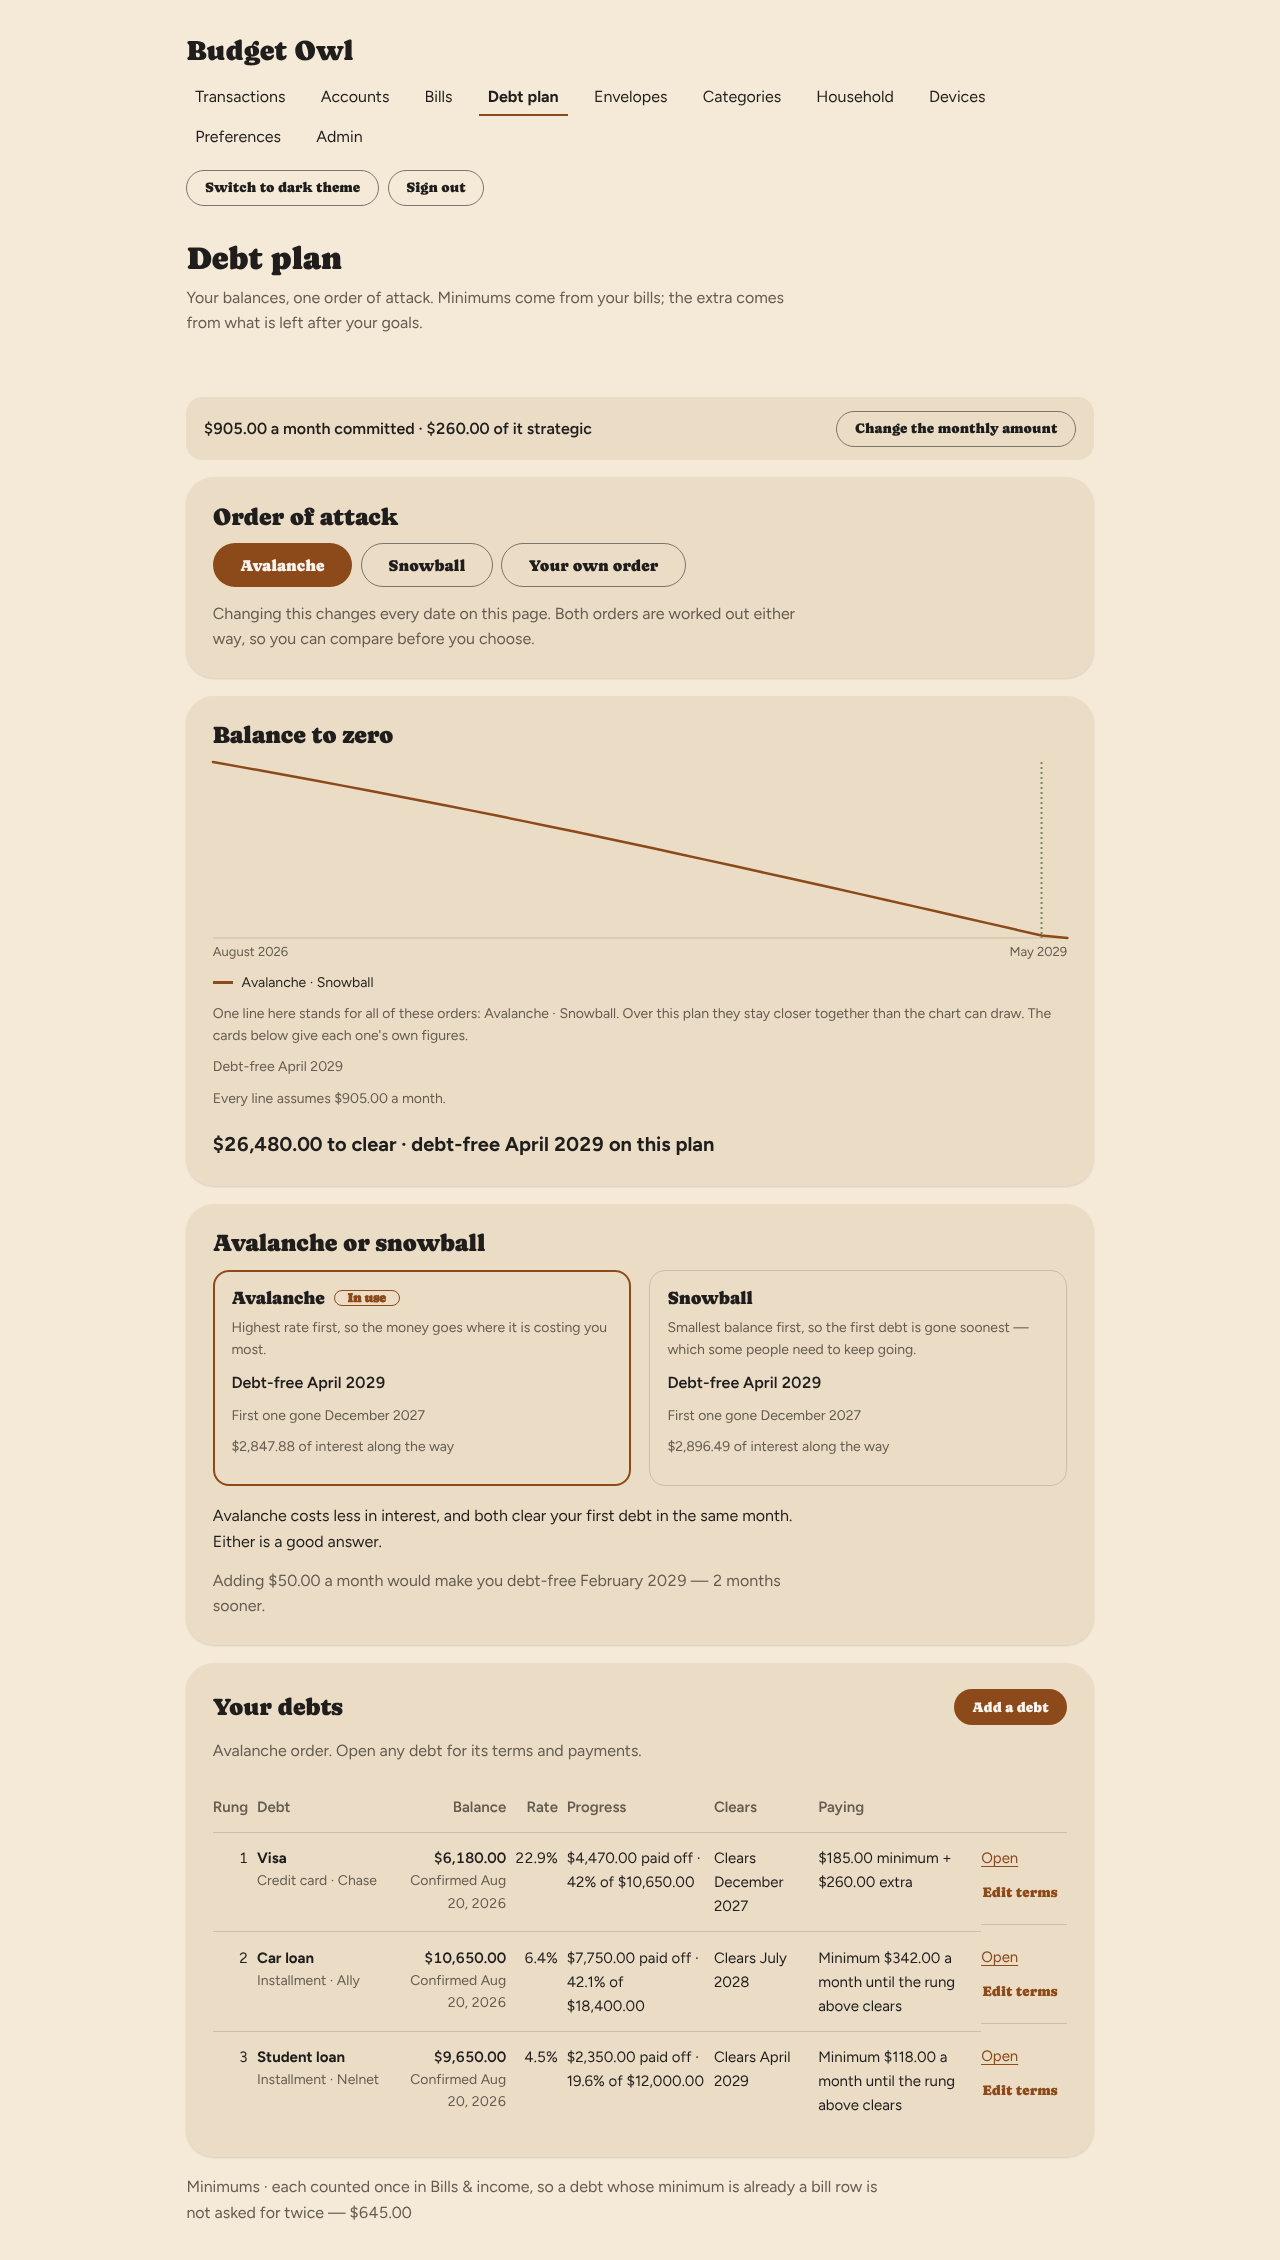 Budget Owl
Transactions Accounts Bills Debt plan Envelopes Categories Household Devices
Preferences Admin
Switch to dark theme Sign out
Debt plan
Your balances, one order of attack. Minimums come from your bills; the extra comes
from what is left after your goals.
$905.00 a month committed · $260.00 of it strategic Change the monthly amount
Order of attack
Avalanche Snowball Your own order
Changing this changes every date on this page. Both orders are worked out either
way, so you can compare before you choose.
Balance to zero
August 2026 May 2029
Avalanche · Snowball
One line here stands for all of these orders: Avalanche · Snowball. Over this plan they stay closer together than the chart can draw. The
cards below give each one's own figures.
Debt-free April 2029
Every line assumes $905.00 a month.
$26,480.00 to clear · debt-free April 2029 on this plan
Avalanche or snowball
Avalanche In use
Highest rate first, so the money goes where it is costing you
most.
Debt-free April 2029
First one gone December 2027
$2,847.88 of interest along the way
Snowball
Smallest balance first, so the first debt is gone soonest —
which some people need to keep going.
Debt-free April 2029
First one gone December 2027
$2,896.49 of interest along the way
Avalanche costs less in interest, and both clear your first debt in the same month.
Either is a good answer.
Adding $50.00 a month would make you debt-free February 2029 — 2 months
sooner.
Your debts Add a debt
Avalanche order. Open any debt for its terms and payments.
Rung Debt Balance Rate Progress Clears Paying
1 Visa $6,180.00 22.9% $4,470.00 paid off · Clears $185.00 minimum + Open
Credit card · Chase Confirmed Aug 42% of $10,650.00 December $260.00 extra Edit terms
20, 2026 2027
2 Car loan $10,650.00 6.4% $7,750.00 paid off · Clears July Minimum $342.00 a Open
Installment · Ally Confirmed Aug 42.1% of 2028 month until the rung Edit terms
20, 2026 $18,400.00 above clears
3 Student loan $9,650.00 4.5% $2,350.00 paid off · Clears April Minimum $118.00 a Open
Installment · Nelnet Confirmed Aug 19.6% of $12,000.00 2029 month until the rung Edit terms
20, 2026 above clears
Minimums · each counted once in Bills & income, so a debt whose minimum is already a bill row is
not asked for twice — $645.00